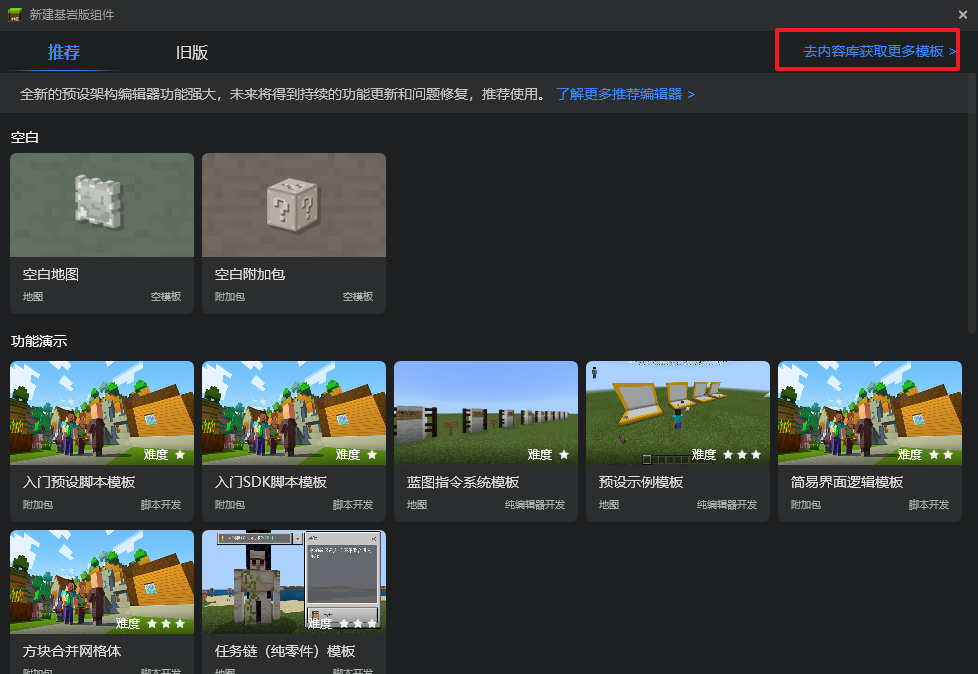 新建基岩版组件
推荐 旧版 去内容库获取更多模板 >
全新的预设架构编辑器功能强大，未来将得到持续的功能更新和问题修复，推荐使用。 了解更多推荐编辑器 >
空白
空白地图 空白附加包
地图 空模板 附加包 空模板
功能演示
难度 难度 难度 难度 难度
入门预设脚本模板 入门SDK脚本模板 蓝图指令系统模板 预设示例模板 简易界面逻辑模板
附加包 脚本开发 附加包 脚本开发 地图 纯编辑器开发 地图 纯编辑器开发 附加包 脚本开发
难度 难度
方块合并网格体 任务链（纯零件）模板
附加包 脚本开发 地图 脚本开发